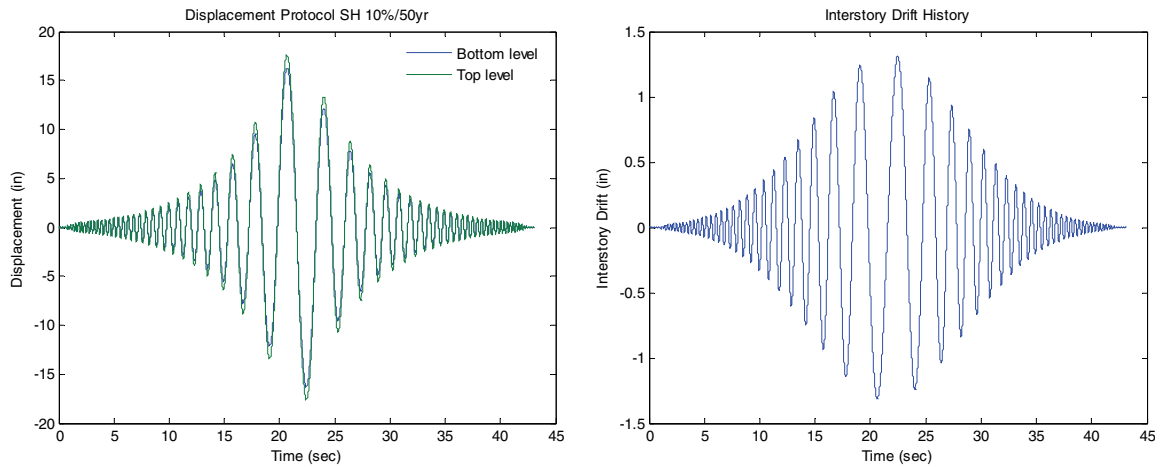 Displacement Protocol SH 10%/50yr
20
15
10
5
0
-5
-10
-15
-20
Displacement (in)
Bottom level
Top level
0 5 10 15 20 25 30 35 40 45
Time (sec)
Interstory Drift History
1.5
1
0.5
0
-0.5
-1
-1.5
Interstory Drift (in)
0 5 10 15 20 25 30 35 40 45
Time (sec)